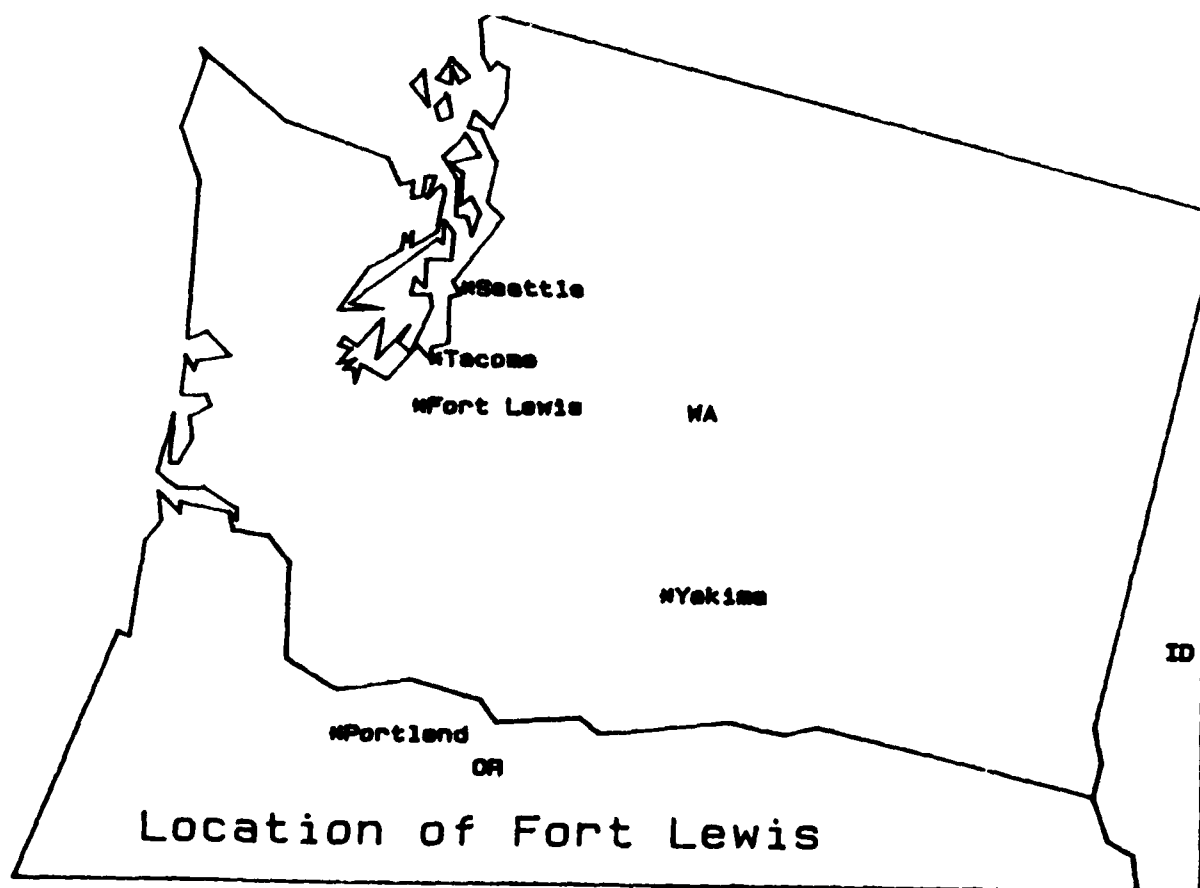 *Seattle
*Tacoma
*Fort Lewis
WA
*Yakima
ID
*Portland
OR
Location of Fort Lewis